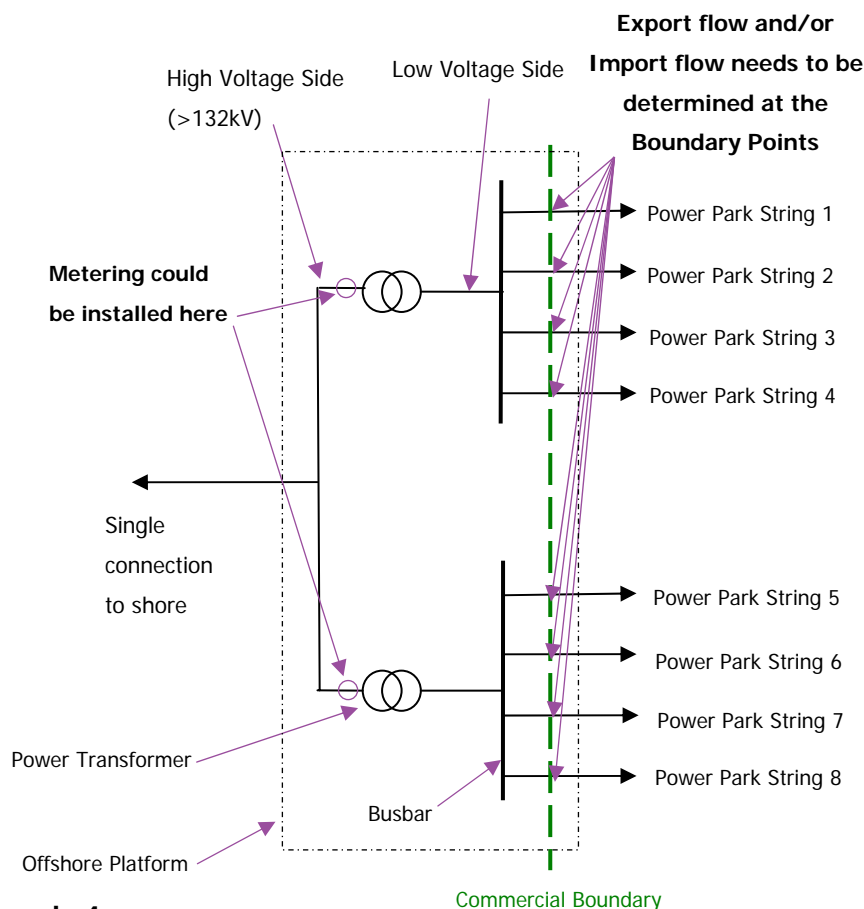 Export flow and/or
Import flow needs to be
determined at the
Boundary Points
High Voltage Side
(>132kV)
Low Voltage Side
Power Park String 1
Power Park String 2
Metering could
be installed here
Power Park String 3
Power Park String 4
Single
connection
to shore
Power Park String 5
Power Park String 6
Power Park String 7
Power Transformer
Power Park String 8
Busbar
Offshore Platform
Commercial Boundary